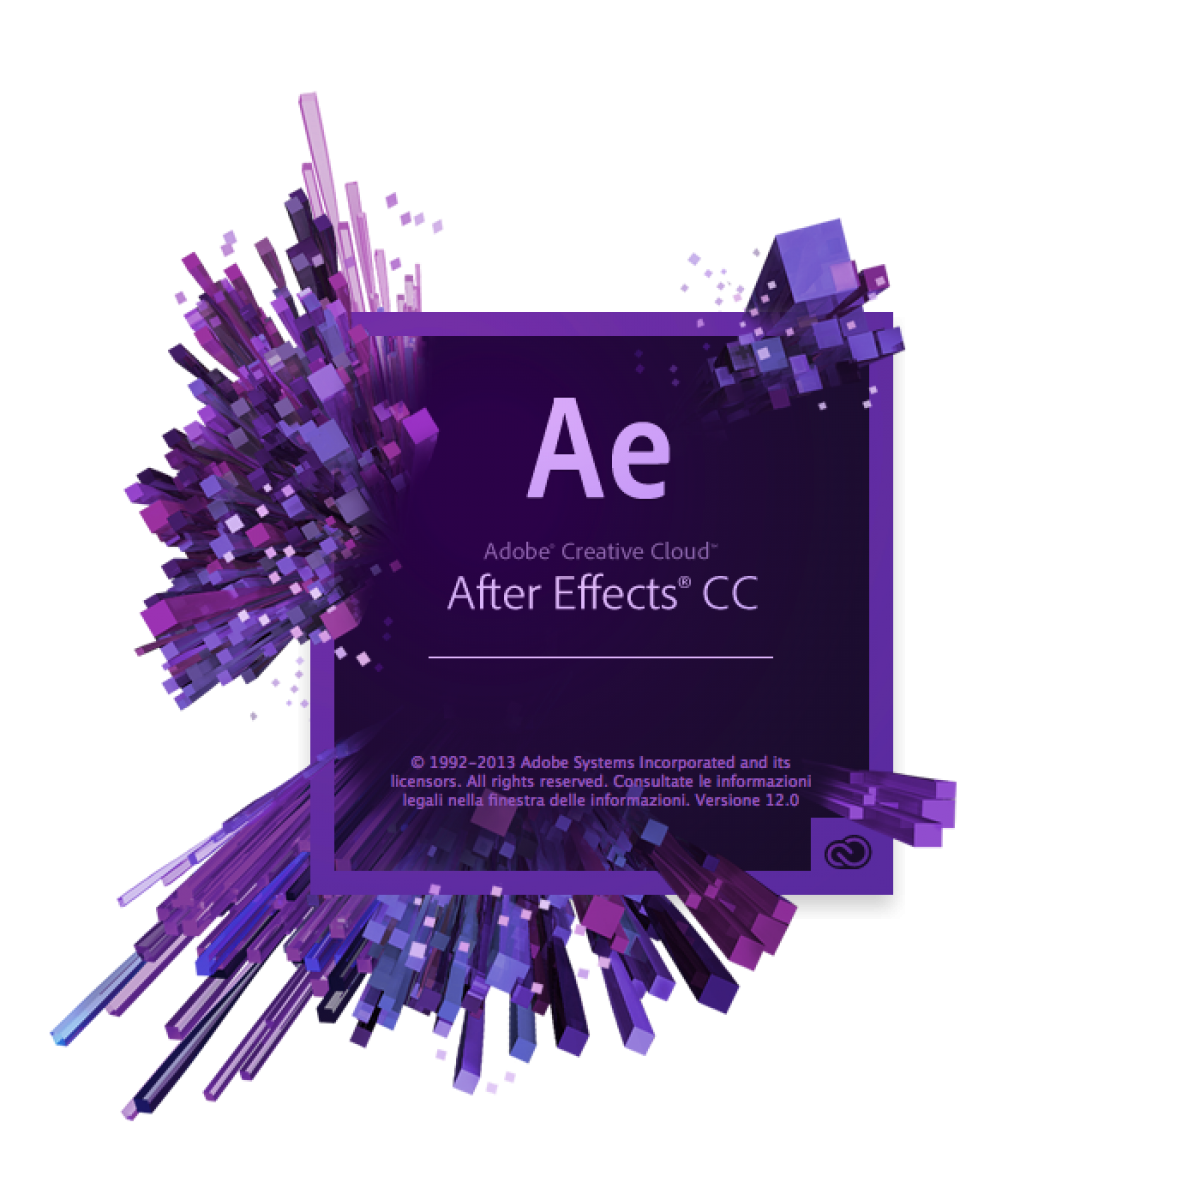 Ae
Adobe® Creative Cloud™
After Effects® CC
© 1992–2013 Adobe Systems Incorporated and its
licensors. All rights reserved. Consultate le informazioni
legali nella finestra delle informazioni. Versione 12.0